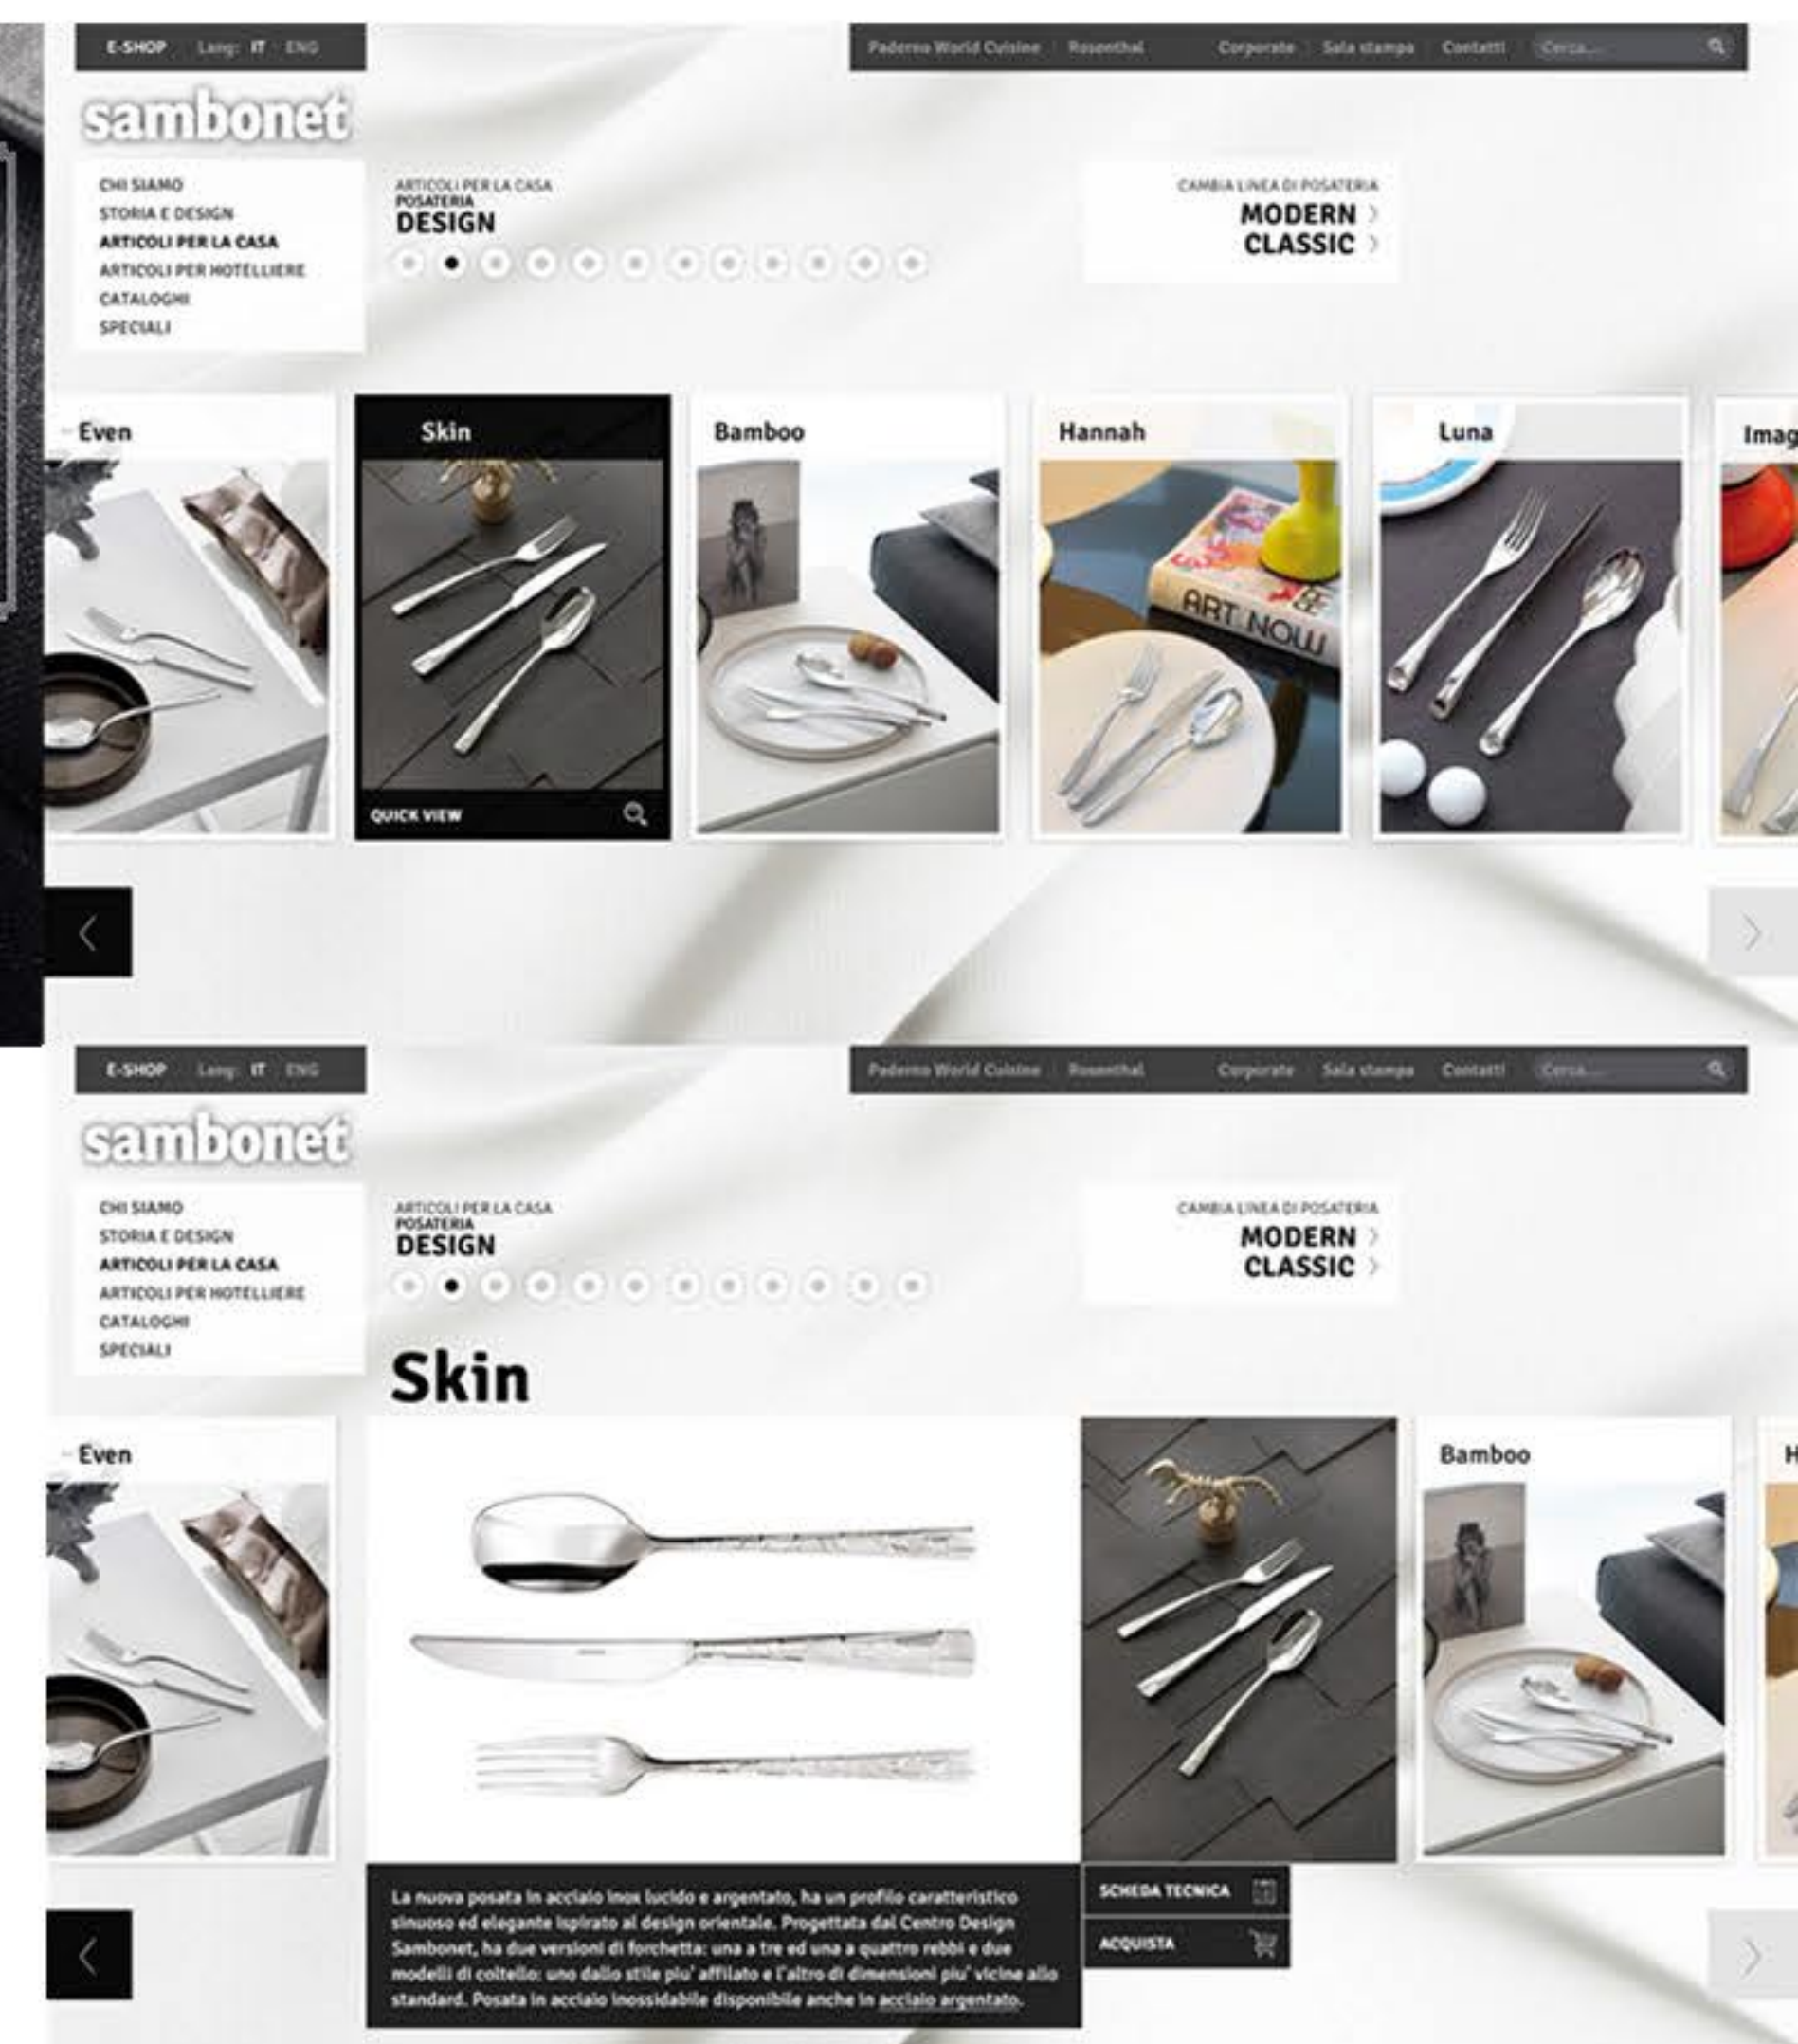 E-SHOP Lang: IT ENG
Paderno World Cuisine Rosenthal Corporate Sala stampa Contatti Cerca...
sambonet
CHI SIAMO
STORIA E DESIGN
ARTICOLI PER LA CASA
ARTICOLI PER HOTELLIERE
CATALOGHI
SPECIALI
ARTICOLI PER LA CASA
POSATERIA
DESIGN
CAMBIA LINEA DI POSATERIA
MODERN
CLASSIC
Even
Skin
Bamboo
Hannah
Luna
Imag
ART NOW
QUICK VIEW
E-SHOP Lang: IT ENG
Paderno World Cuisine Rosenthal Corporate Sala stampa Contatti Cerca...
sambonet
CHI SIAMO
STORIA E DESIGN
ARTICOLI PER LA CASA
ARTICOLI PER HOTELLIERE
CATALOGHI
SPECIALI
ARTICOLI PER LA CASA
POSATERIA
DESIGN
CAMBIA LINEA DI POSATERIA
MODERN
CLASSIC
Skin
Even
Bamboo
H
La nuova posata in acciaio inox lucido e argentato, ha un profilo caratteristico
sinuoso ed elegante ispirato al design orientale. Progettata dal Centro Design
Sambonet, ha due versioni di forchetta: una a tre ed una a quattro rebbi e due
modelli di coltello: uno dallo stile piu' affilato e l'altro di dimensioni piu' vicine allo
standard. Posata in acciaio inossidabile disponibile anche in acciaio argentato.
SCHEDA TECNICA
ACQUISTA